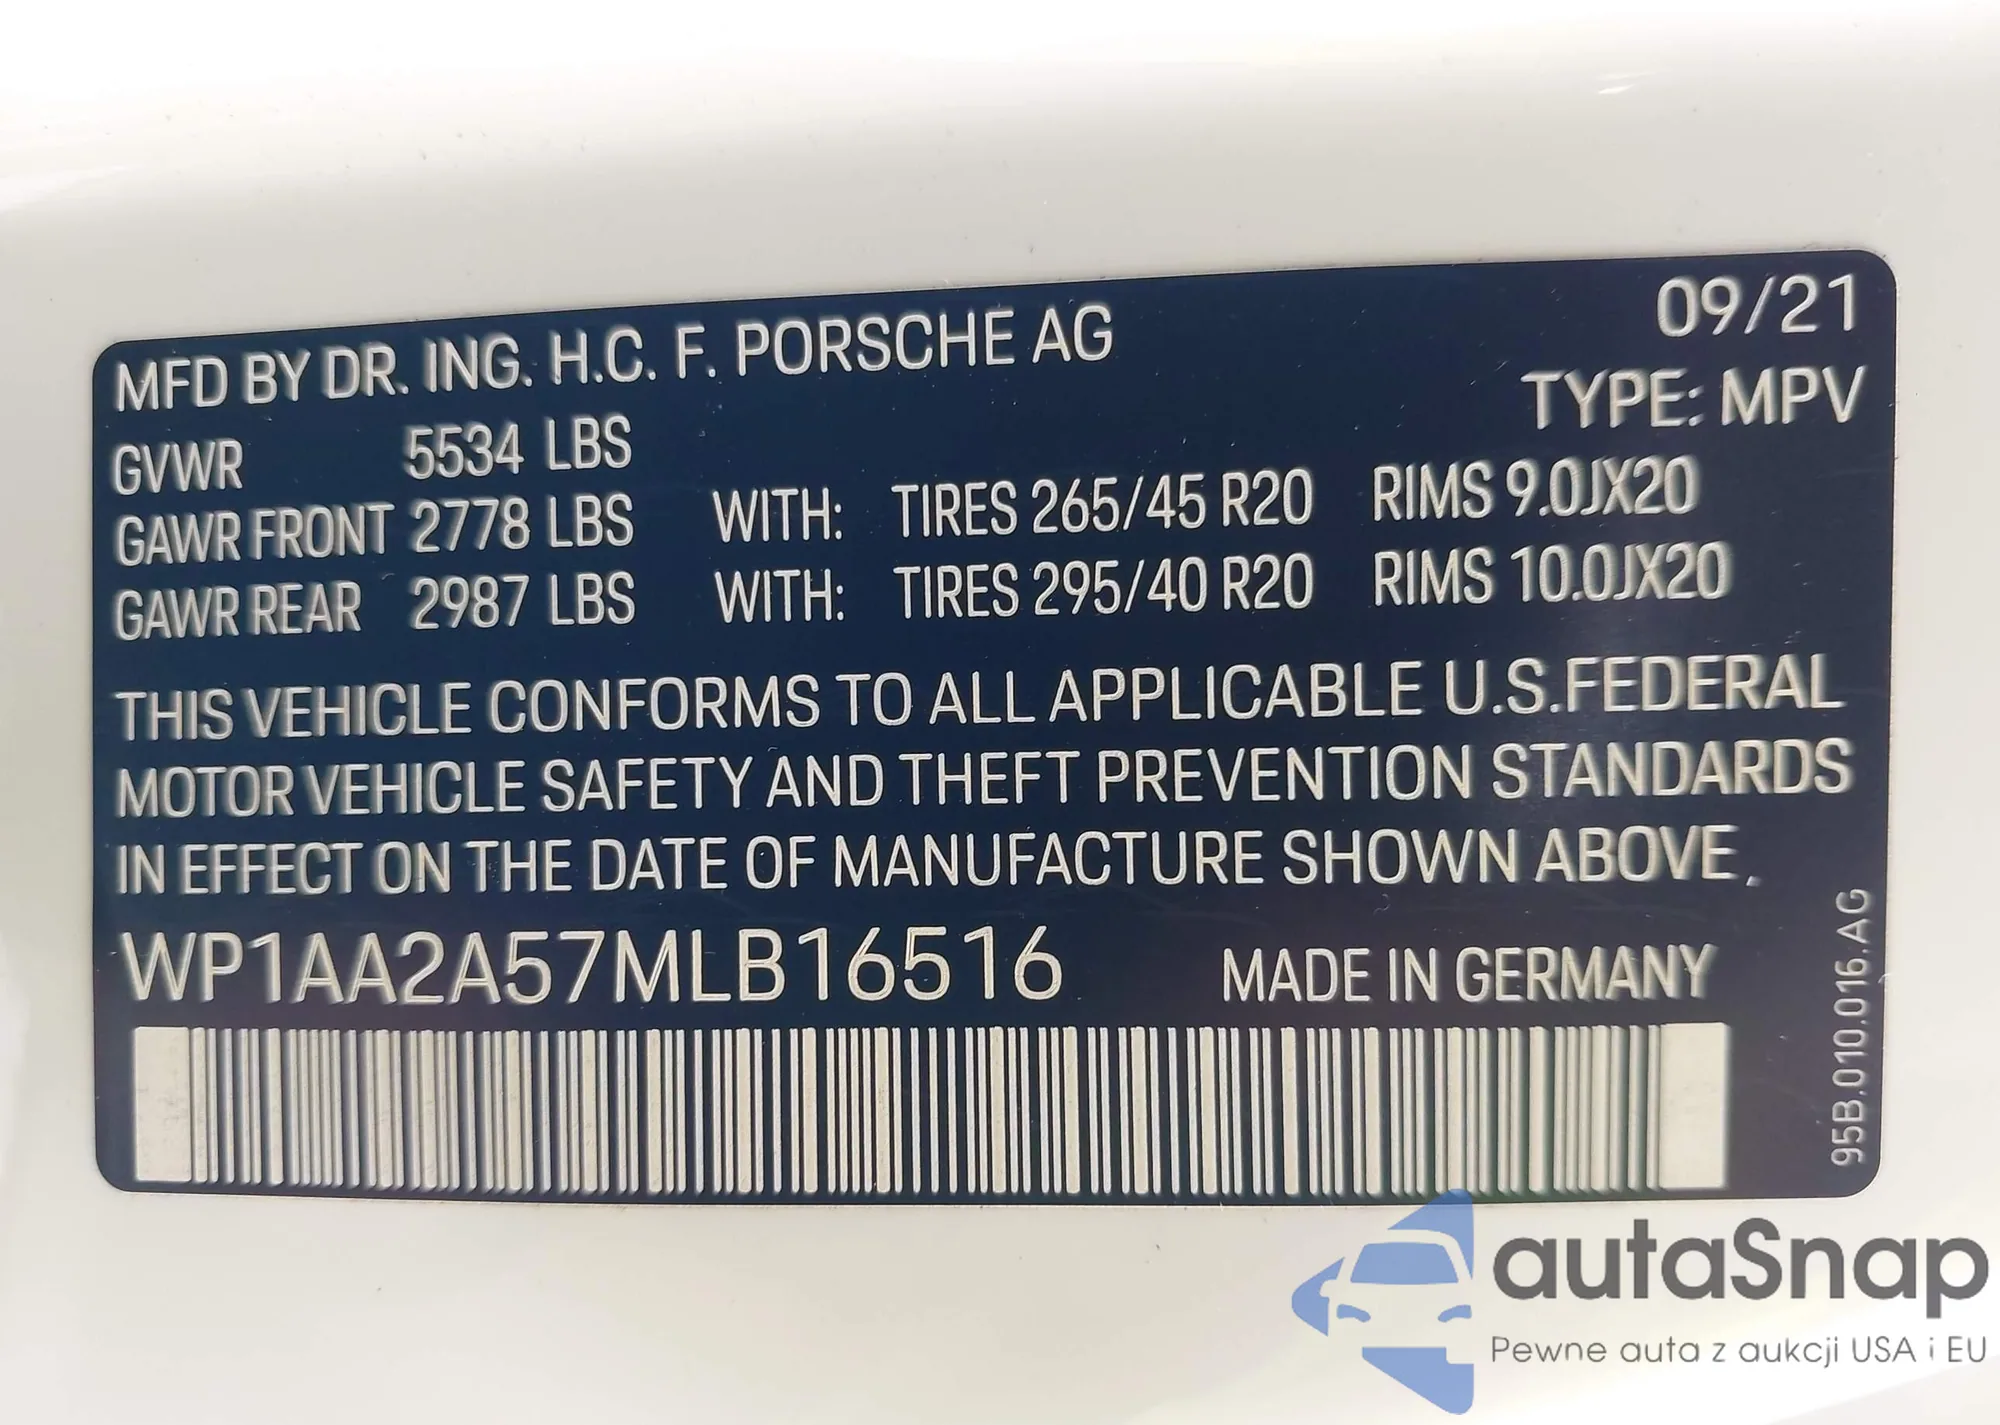 MFD BY DR. ING. H.C. F. PORSCHE AG 09/21
TYPE: MPV
GVWR 5534 LBS
GAWR FRONT 2778 LBS WITH: TIRES 265/45 R20 RIMS 9.0JX20
GAWR REAR 2987 LBS WITH: TIRES 295/40 R20 RIMS 10.0JX20
THIS VEHICLE CONFORMS TO ALL APPLICABLE U.S.FEDERAL
MOTOR VEHICLE SAFETY AND THEFT PREVENTION STANDARDS
IN EFFECT ON THE DATE OF MANUFACTURE SHOWN ABOVE.
WP1AA2A57MLB16516 MADE IN GERMANY
95B.010.016.AG
autaSnap
Pewne auta z aukcji USA i EU